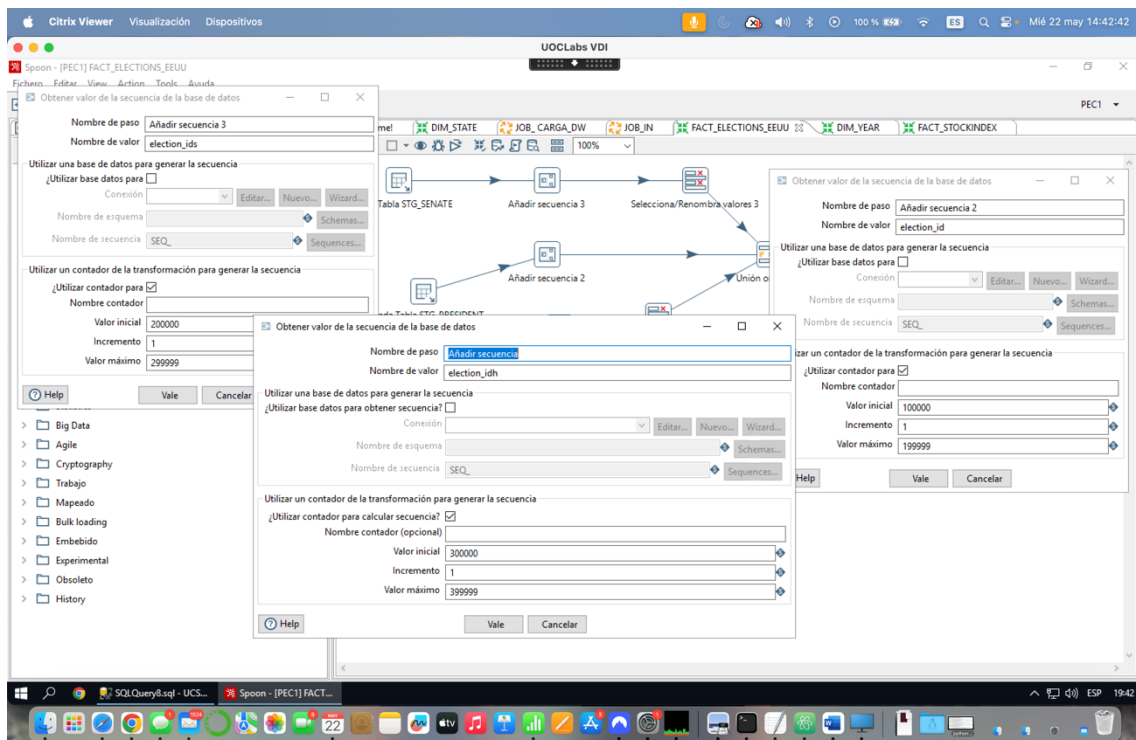 Citrix Viewer Visualización Dispositivos
100 % ES Mié 22 may 14:42:42
UOCLabs VDI
Spoon - [PEC1] FACT_ELECTIONS_EEUU
Fichero Editar View Action Tools Ayuda
PEC1
me! DIM_STATE JOB_ CARGA_DW JOB_IN FACT_ELECTIONS_EEUU DIM_YEAR FACT_STOCKINDEX
100%
Tabla STG_SENATE Añadir secuencia 3 Selecciona/Renombra valores 3
Añadir secuencia 2 Unión o
Tabla STG_PRESIDENT
Obtener valor de la secuencia de la base de datos
Nombre de paso Añadir secuencia 3
Nombre de valor election_ids
Utilizar una base de datos para generar la secuencia
¿Utilizar base datos para
Conexión Editar... Nuevo... Wizard...
Nombre de esquema Schemas...
Nombre de secuencia SEQ_ Sequences...
Utilizar un contador de la transformación para generar la secuencia
¿Utilizar contador para
Nombre contador
Valor inicial 200000
Incremento 1
Valor máximo 299999
Help Vale Cancelar
Obtener valor de la secuencia de la base de datos
Nombre de paso Añadir secuencia 2
Nombre de valor election_id
Utilizar una base de datos para generar la secuencia
¿Utilizar base datos para
Conexión Editar... Nuevo... Wizard...
Nombre de esquema Schemas...
Nombre de secuencia SEQ_ Sequences...
izar un contador de la transformación para generar la secuencia
¿Utilizar contador para
Nombre contador
Valor inicial 100000
Incremento 1
Valor máximo 199999
Help Vale Cancelar
Obtener valor de la secuencia de la base de datos
Nombre de paso Añadir secuencia
Nombre de valor election_idh
Utilizar una base de datos para generar la secuencia
¿Utilizar base datos para obtener secuencia?
Conexión Editar... Nuevo... Wizard...
Nombre de esquema Schemas...
Nombre de secuencia SEQ_ Sequences...
Utilizar un contador de la transformación para generar la secuencia
¿Utilizar contador para calcular secuencia?
Nombre contador (opcional)
Valor inicial 300000
Incremento 1
Valor máximo 399999
Help Vale Cancelar
Big Data
Agile
Cryptography
Trabajo
Mapeado
Bulk loading
Embebido
Experimental
Obsoleto
History
SQLQuery8.sql - UCS... Spoon - [PEC1] FACT... ESP 19:42
MAY
22
tv